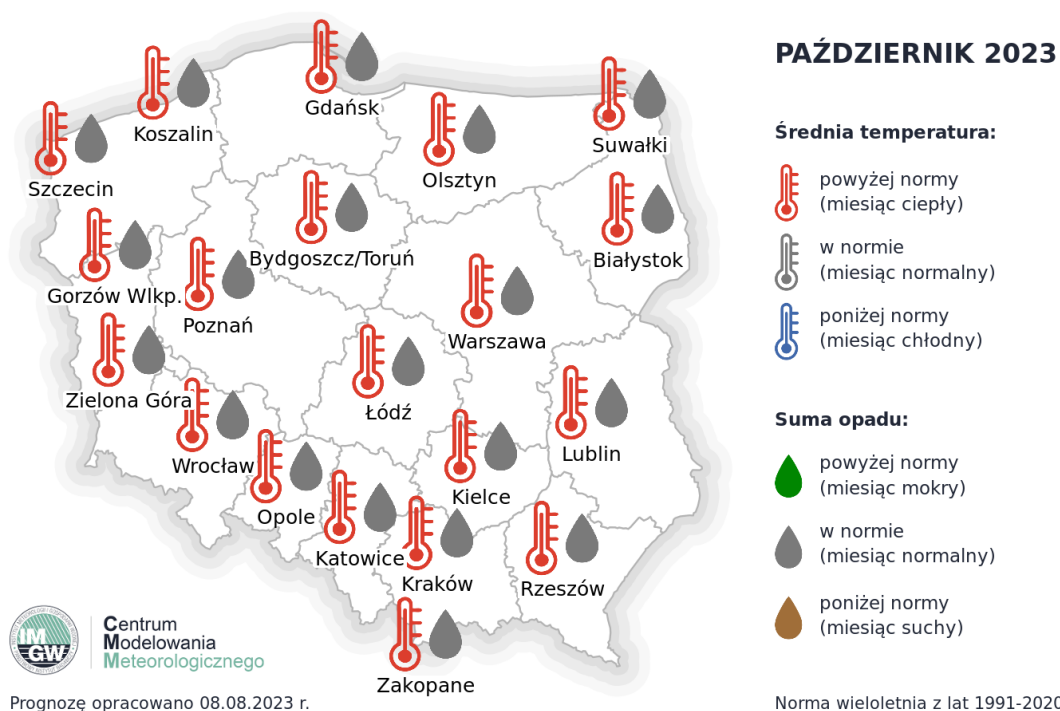 PAŹDZIERNIK 2023
Średnia temperatura:
powyżej normy
(miesiąc ciepły)
w normie
(miesiąc normalny)
poniżej normy
(miesiąc chłodny)
Suma opadu:
powyżej normy
(miesiąc mokry)
w normie
(miesiąc normalny)
poniżej normy
(miesiąc suchy)
Gdańsk
Koszalin
Suwałki
Olsztyn
Szczecin
Bydgoszcz/Toruń
Białystok
Gorzów Wlkp.
Poznań
Warszawa
Zielona Góra
Łódź
Lublin
Wrocław
Kielce
Opole
Katowice
Kraków
Rzeszów
Zakopane
IM
GW
Centrum
Modelowania
Meteorologicznego
Prognozę opracowano 08.08.2023 r.
Norma wieloletnia z lat 1991-2020